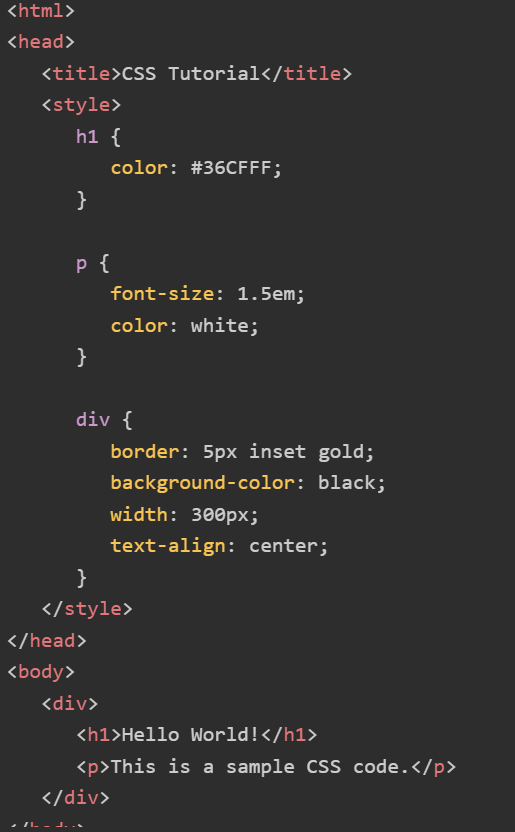 <html>
<head>
   <title>CSS Tutorial</title>
   <style>
      h1 {
         color: #36CFFF;
      }

      p {
         font-size: 1.5em;
         color: white;
      }

      div {
         border: 5px inset gold;
         background-color: black;
         width: 300px;
         text-align: center;
      }
   </style>
</head>
<body>
   <div>
      <h1>Hello World!</h1>
      <p>This is a sample CSS code.</p>
   </div>
</body>